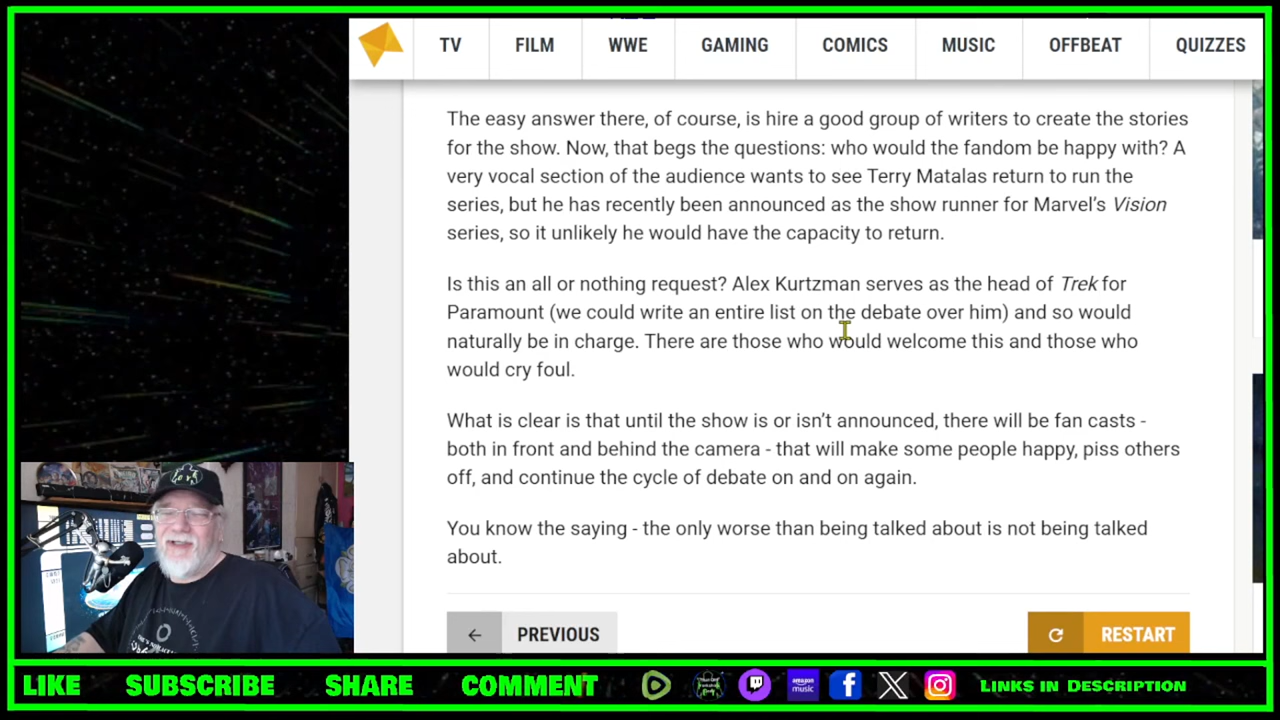 TV FILM WWE GAMING COMICS MUSIC OFFBEAT QUIZZES
The easy answer there, of course, is hire a good group of writers to create the stories
for the show. Now, that begs the questions: who would the fandom be happy with? A
very vocal section of the audience wants to see Terry Matalas return to run the
series, but he has recently been announced as the show runner for Marvel's Vision
series, so it unlikely he would have the capacity to return.
Is this an all or nothing request? Alex Kurtzman serves as the head of Trek for
Paramount (we could write an entire list on the debate over him) and so would
naturally be in charge. There are those who would welcome this and those who
would cry foul.
What is clear is that until the show is or isn't announced, there will be fan casts -
both in front and behind the camera - that will make some people happy, piss others
off, and continue the cycle of debate on and on again.
You know the saying - the only worse than being talked about is not being talked
about.
PREVIOUS RESTART
LIKE SUBSCRIBE SHARE COMMENT amazon music LINKS IN DESCRIPTION